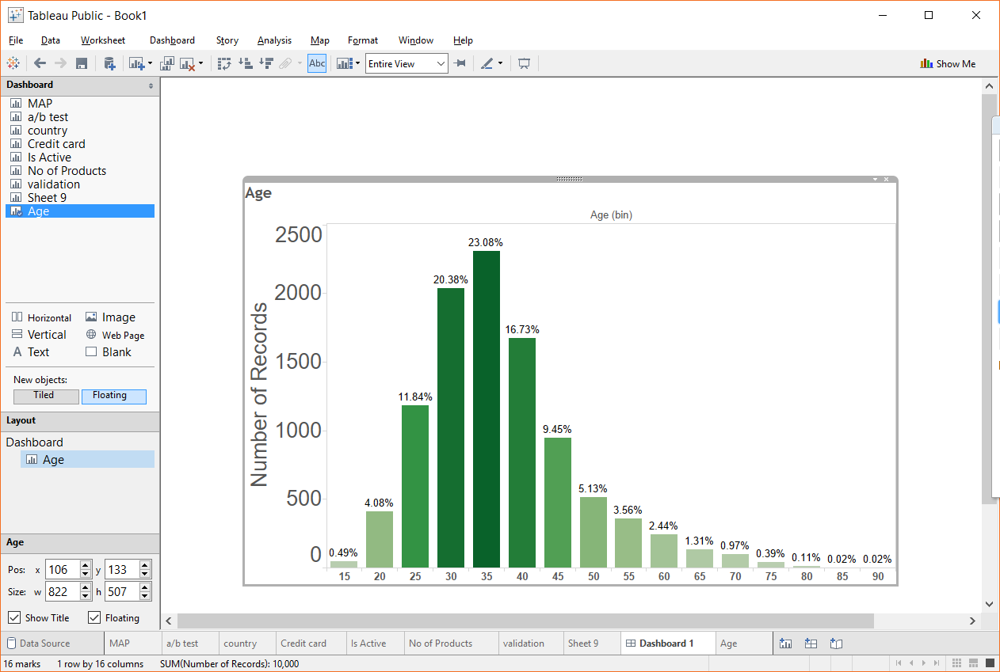 Tableau Public - Book1
File Data Worksheet Dashboard Story Analysis Map Format Window Help
Abc Entire View Show Me
Dashboard
MAP
a/b test
country
Credit card
Is Active
No of Products
validation
Sheet 9
Age
Horizontal Image
Vertical Web Page
A Text Blank
New objects:
Tiled Floating
Layout
Dashboard
Age
Age
Pos: x 106 y 133
Size: w 822 h 507
Show Title Floating
Age
Age (bin)
Number of Records
2500
2000
1500
1000
500
0
0.49% 4.08% 11.84% 20.38% 23.08% 16.73% 9.45% 5.13% 3.56% 2.44% 1.31% 0.97% 0.39% 0.11% 0.02% 0.02%
15 20 25 30 35 40 45 50 55 60 65 70 75 80 85 90
Data Source MAP a/b test country Credit card Is Active No of Products validation Sheet 9 Dashboard 1 Age
16 marks 1 row by 16 columns SUM(Number of Records): 10,000